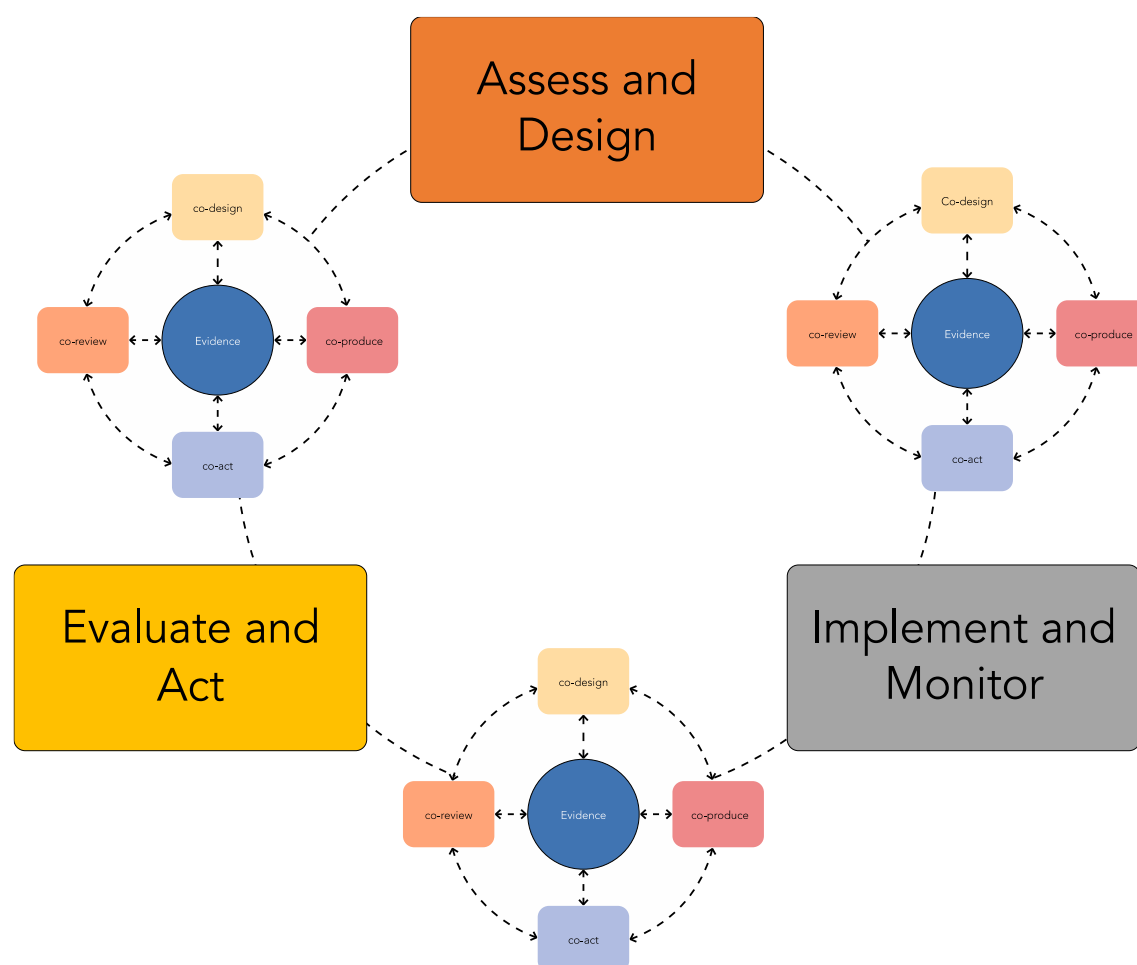 Assess and
Design
co-design
co-review
Evidence
co-produce
co-act
Co-design
co-review
Evidence
co-produce
co-act
Evaluate and
Act
Implement and
Monitor
co-design
co-review
Evidence
co-produce
co-act